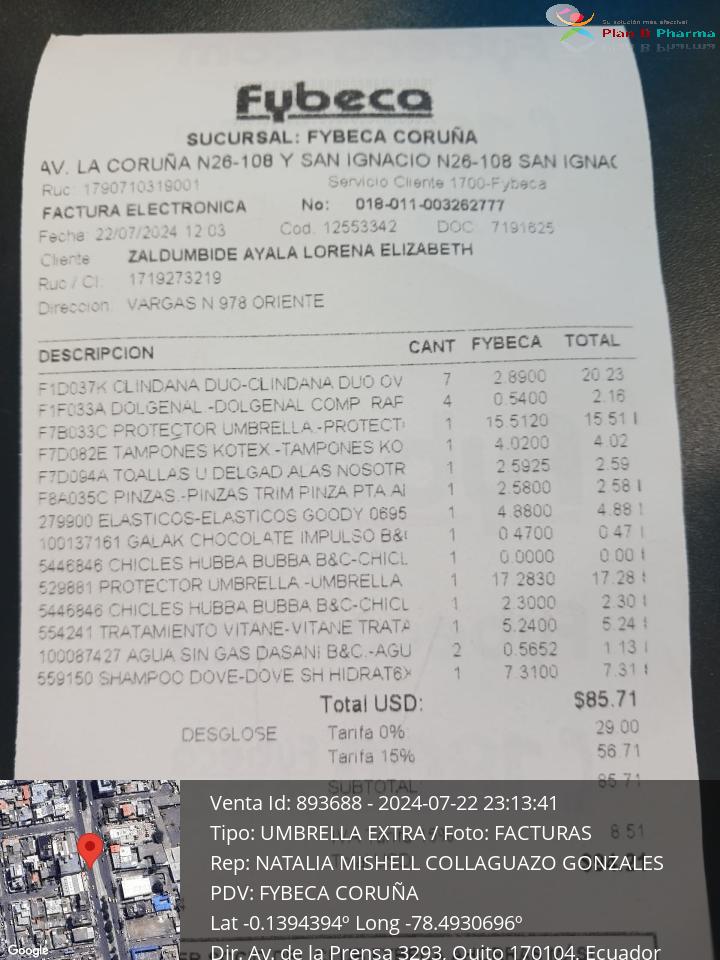 Su solución más efectiva!
Plan B Pharma
Fybeca
SUCURSAL: FYBECA CORUÑA
AV. LA CORUÑA N26-108 Y SAN IGNACIO N26-108 SAN IGNAC
Ruc: 1790710319001 Servicio Cliente 1700-Fybeca
FACTURA ELECTRONICA No: 018-011-003262777
Fecha: 22/07/2024 12:03 Cod. 12553342 DOC: 7191625
Cliente ZALDUMBIDE AYALA LORENA ELIZABETH
Ruc / CI: 1719273219
Direccion: VARGAS N 978 ORIENTE
DESCRIPCION CANT FYBECA TOTAL
F1D037K CLINDANA DUO-CLINDANA DUO OV 7 2.8900 20.23
F1F033A DOLGENAL -DOLGENAL COMP RAP 4 0.5400 2.16
F7B033C PROTECTOR UMBRELLA -PROTECT 1 15.5120 15.51 I
F7D082E TAMPONES KOTEX -TAMPONES KO 1 4.0200 4.02
F7D094A TOALLAS U DELGAD ALAS NOSOTR 1 2.5925 2.59
F8A035C PINZAS.-PINZAS TRIM PINZA PTA AI 1 2.5800 2.58 I
279900 ELASTICOS-ELASTICOS GOODY 0695 1 4.8800 4.88 I
100137161 GALAK CHOCOLATE IMPULSO B& 1 0.4700 0.47 I
5446846 CHICLES HUBBA BUBBA B&C-CHICL 1 0.0000 0.00 I
529881 PROTECTOR UMBRELLA -UMBRELLA 1 17.2830 17.28 I
5446846 CHICLES HUBBA BUBBA B&C-CHICL 1 2.3000 2.30 I
554241 TRATAMIENTO VITANE-VITANE TRATA 1 5.2400 5.24 I
100087427 AGUA SIN GAS DASANI B&C.-AGU 2 0.5652 1.13 I
559150 SHAMPOO DOVE-DOVE SH HIDRAT6X 1 7.3100 7.31 I
Total USD: $85.71
DESGLOSE Tarifa 0% 29.00
Tarifa 15% 56.71
SUBTOTAL: 85.71
8.51
Venta Id: 893688 - 2024-07-22 23:13:41
Tipo: UMBRELLA EXTRA / Foto: FACTURAS
Rep: NATALIA MISHELL COLLAGUAZO GONZALES
PDV: FYBECA CORUÑA
Lat -0.1394394º Long -78.4930696º
Dir. Av. de la Prensa 3293, Quito 170104, Ecuador
Google